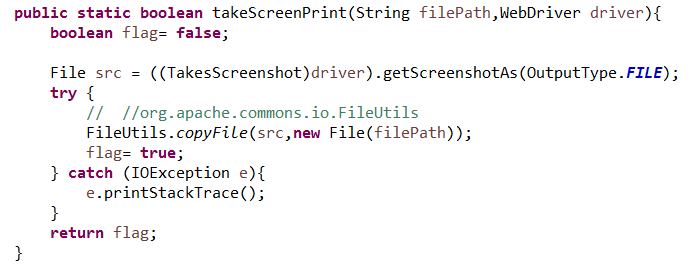 public static boolean takeScreenPrint(String filePath,WebDriver driver){
    boolean flag= false;

    File src = ((TakesScreenshot)driver).getScreenshotAs(OutputType.FILE);
    try {
        //  //org.apache.commons.io.FileUtils
        FileUtils.copyFile(src,new File(filePath));
        flag= true;
    } catch (IOException e){
        e.printStackTrace();
    }
    return flag;
}